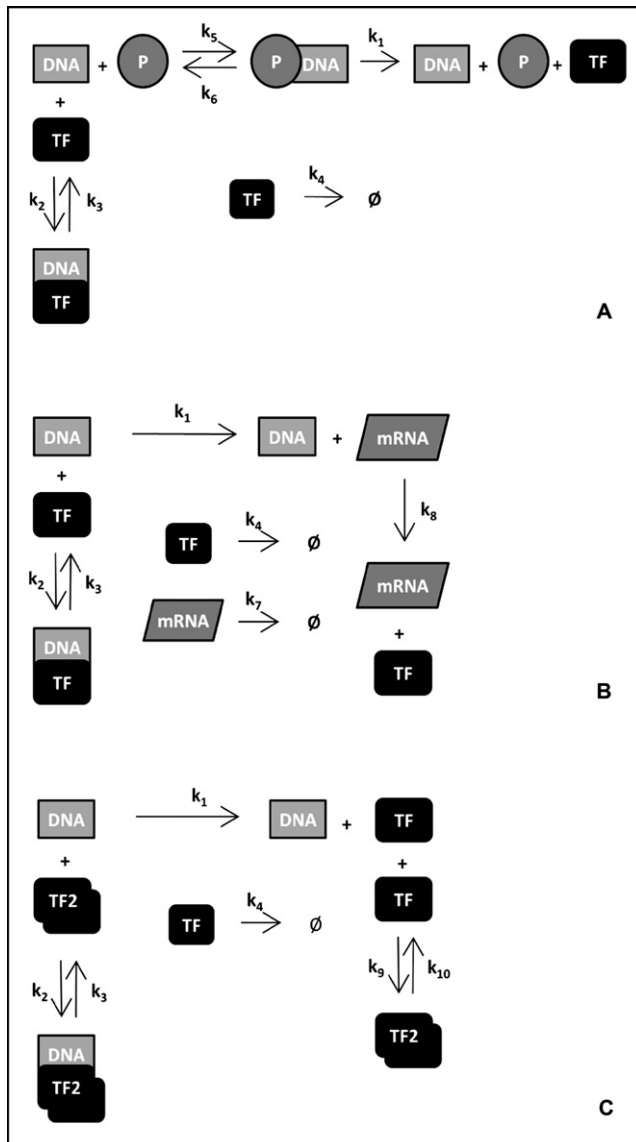 k5 k1
DNA + P P DNA DNA + P + TF
k6
+
TF
k4
k2 k3 TF Ø
DNA
TF
A
k1
DNA DNA + mRNA
+
TF k4 k8
TF Ø
k2 k3 k7 mRNA
mRNA Ø
DNA +
TF TF
B
k1
DNA DNA + TF
+ +
TF2 k4 TF
TF Ø
k2 k3 k9 k10
DNA TF2
TF2
C